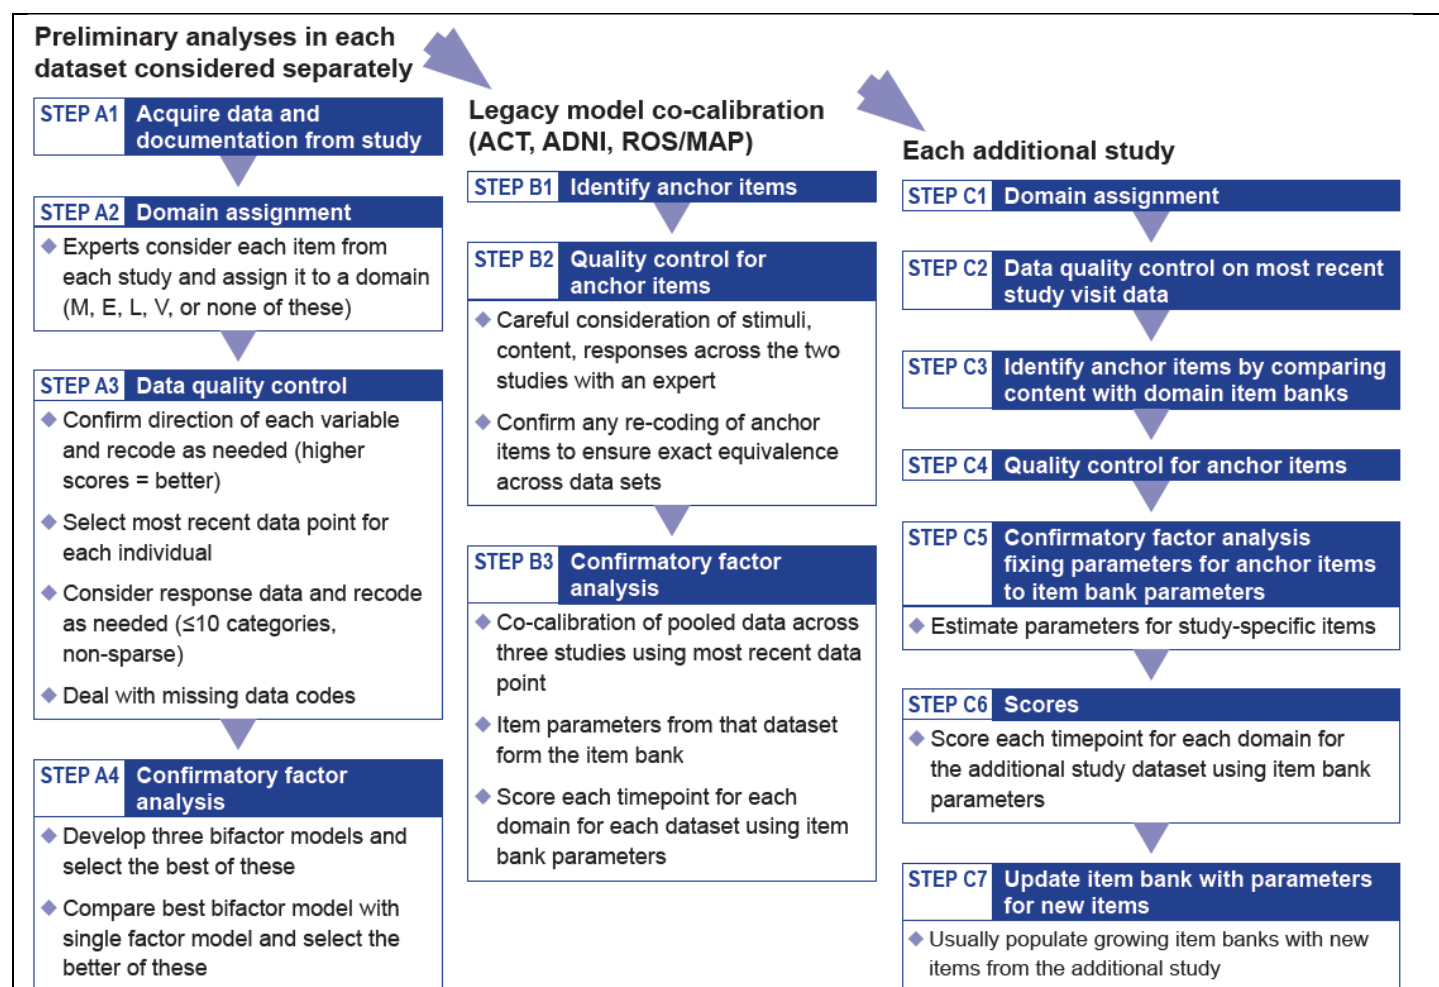 Preliminary analyses in each
dataset considered separately
STEP A1 Acquire data and
documentation from study
STEP A2 Domain assignment
◆ Experts consider each item from
each study and assign it to a domain
(M, E, L, V, or none of these)
STEP A3 Data quality control
◆ Confirm direction of each variable
and recode as needed (higher
scores = better)
◆ Select most recent data point for
each individual
◆ Consider response data and recode
as needed (≤10 categories,
non-sparse)
◆ Deal with missing data codes
STEP A4 Confirmatory factor
analysis
◆ Develop three bifactor models and
select the best of these
◆ Compare best bifactor model with
single factor model and select the
better of these
Legacy model co-calibration
(ACT, ADNI, ROS/MAP)
STEP B1 Identify anchor items
STEP B2 Quality control for
anchor items
◆ Careful consideration of stimuli,
content, responses across the two
studies with an expert
◆ Confirm any re-coding of anchor
items to ensure exact equivalence
across data sets
STEP B3 Confirmatory factor
analysis
◆ Co-calibration of pooled data across
three studies using most recent data
point
◆ Item parameters from that dataset
form the item bank
◆ Score each timepoint for each
domain for each dataset using item
bank parameters
Each additional study
STEP C1 Domain assignment
STEP C2 Data quality control on most recent
study visit data
STEP C3 Identify anchor items by comparing
content with domain item banks
STEP C4 Quality control for anchor items
STEP C5 Confirmatory factor analysis
fixing parameters for anchor items
to item bank parameters
◆ Estimate parameters for study-specific items
STEP C6 Scores
◆ Score each timepoint for each domain for
the additional study dataset using item bank
parameters
STEP C7 Update item bank with parameters
for new items
◆ Usually populate growing item banks with new
items from the additional study